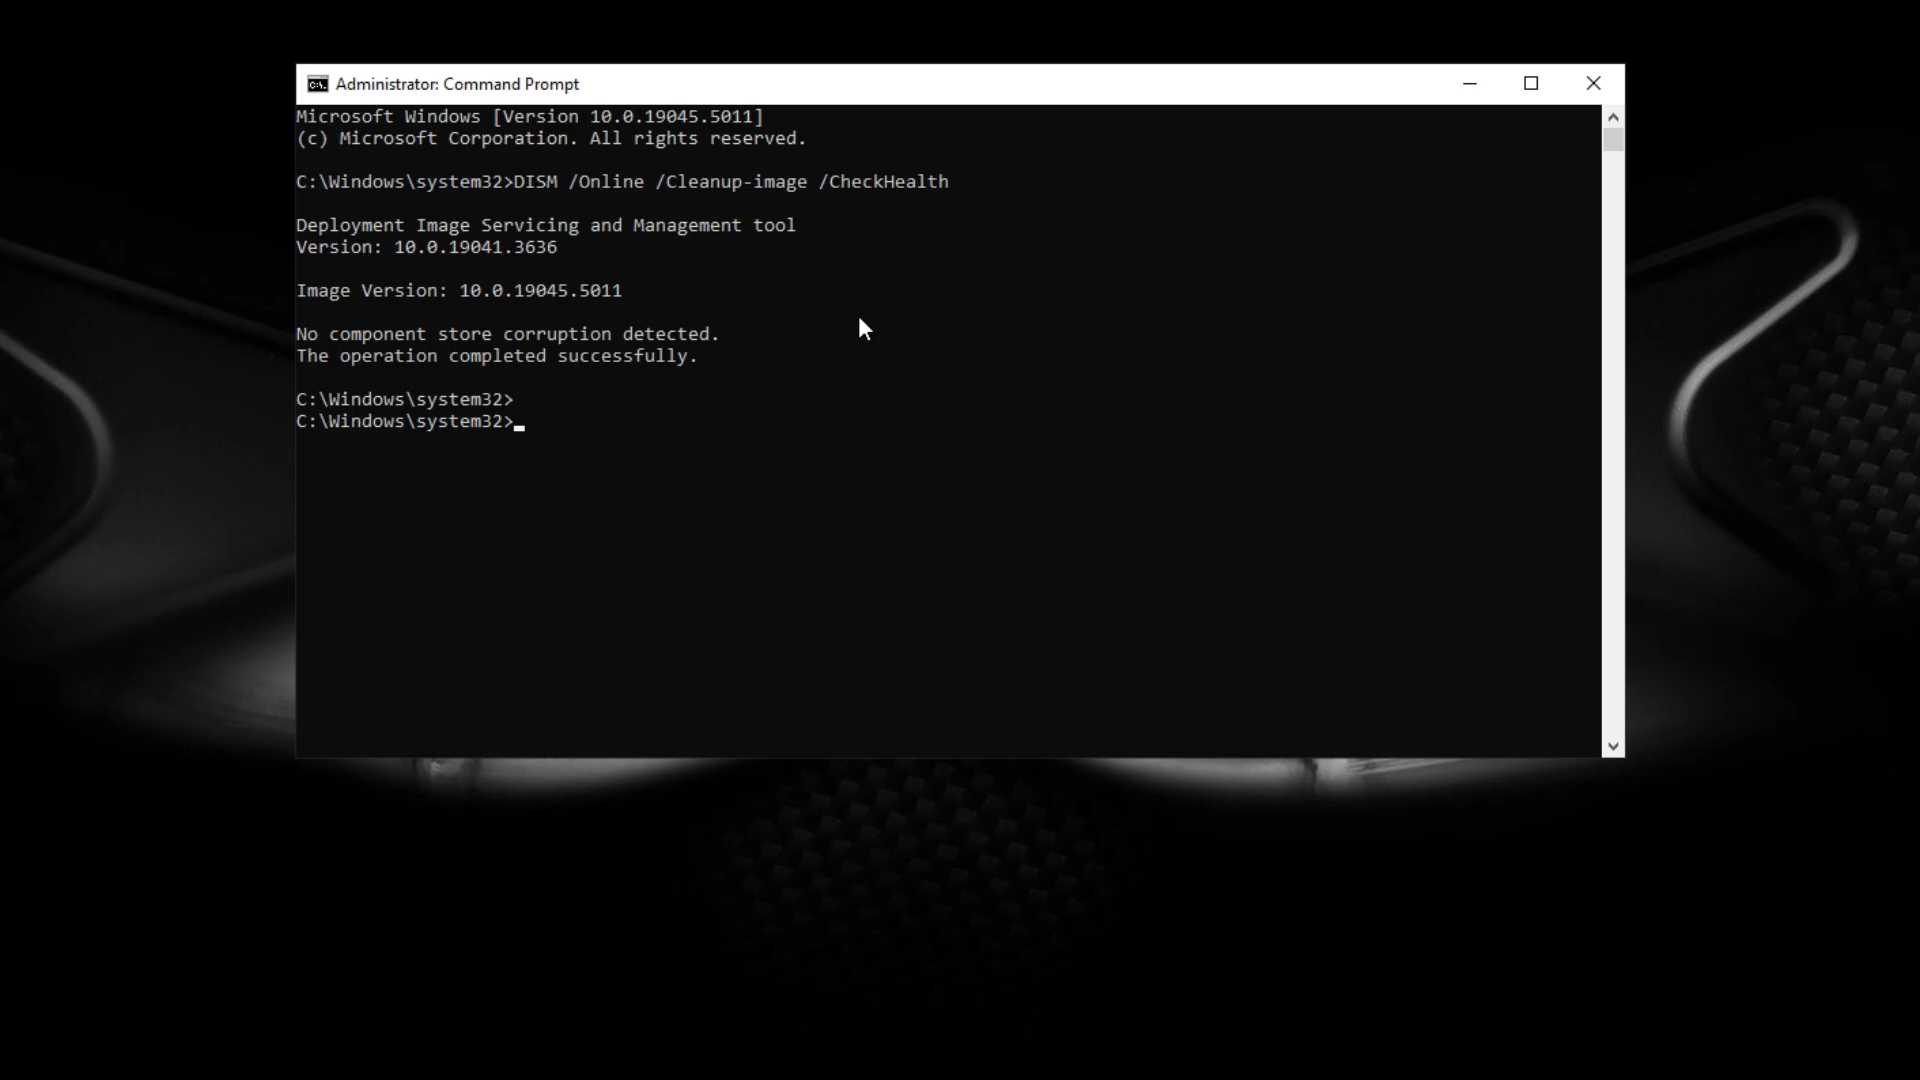 Administrator: Command Prompt
Microsoft Windows [Version 10.0.19045.5011]
(c) Microsoft Corporation. All rights reserved.
C:\Windows\system32>DISM /Online /Cleanup-image /CheckHealth
Deployment Image Servicing and Management tool
Version: 10.0.19041.3636
Image Version: 10.0.19045.5011
No component store corruption detected.
The operation completed successfully.
C:\Windows\system32>
C:\Windows\system32>